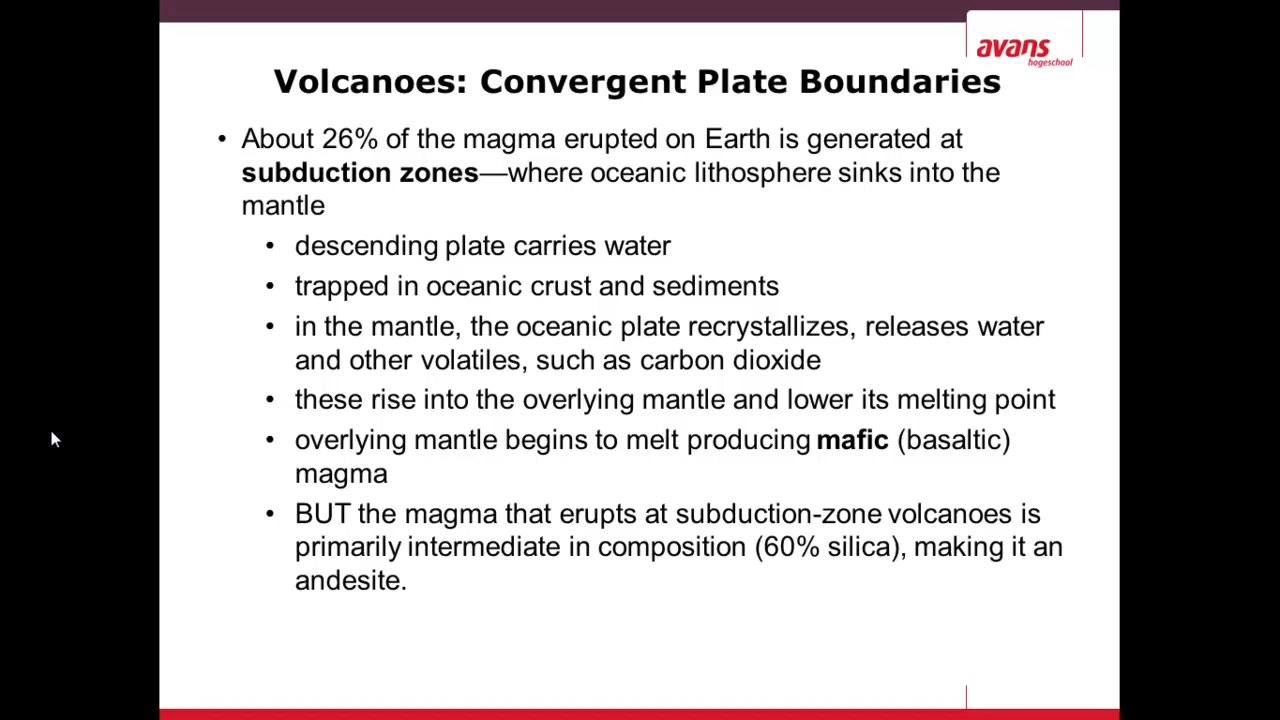 avans
hogeschool
Volcanoes: Convergent Plate Boundaries
• About 26% of the magma erupted on Earth is generated at
subduction zones—where oceanic lithosphere sinks into the
mantle
• descending plate carries water
• trapped in oceanic crust and sediments
• in the mantle, the oceanic plate recrystallizes, releases water
and other volatiles, such as carbon dioxide
• these rise into the overlying mantle and lower its melting point
• overlying mantle begins to melt producing mafic (basaltic)
magma
• BUT the magma that erupts at subduction-zone volcanoes is
primarily intermediate in composition (60% silica), making it an
andesite.